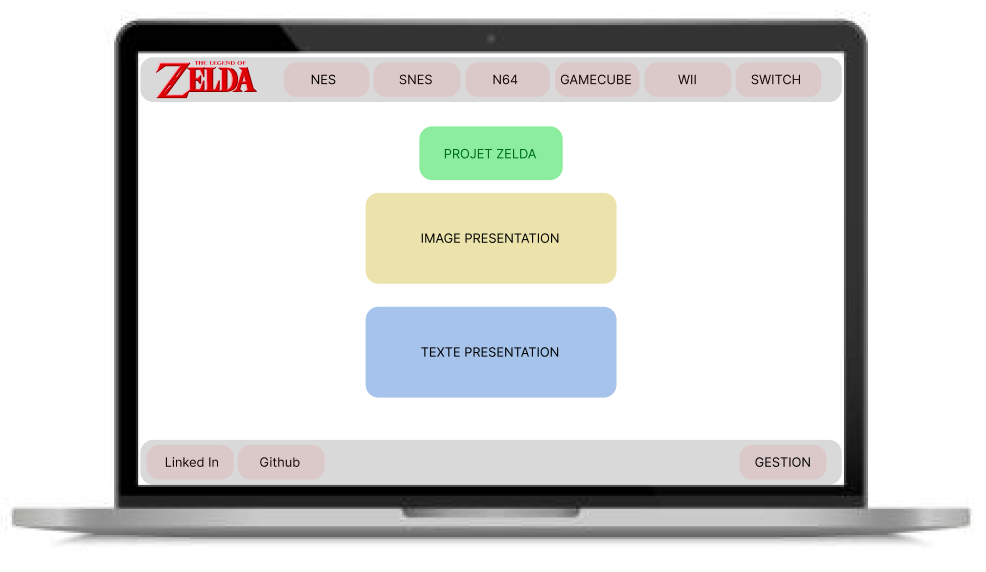 THE LEGEND OF
ZELDA
NES
SNES
N64
GAMECUBE
WII
SWITCH
PROJET ZELDA
IMAGE PRESENTATION
TEXTE PRESENTATION
Linked In
Github
GESTION